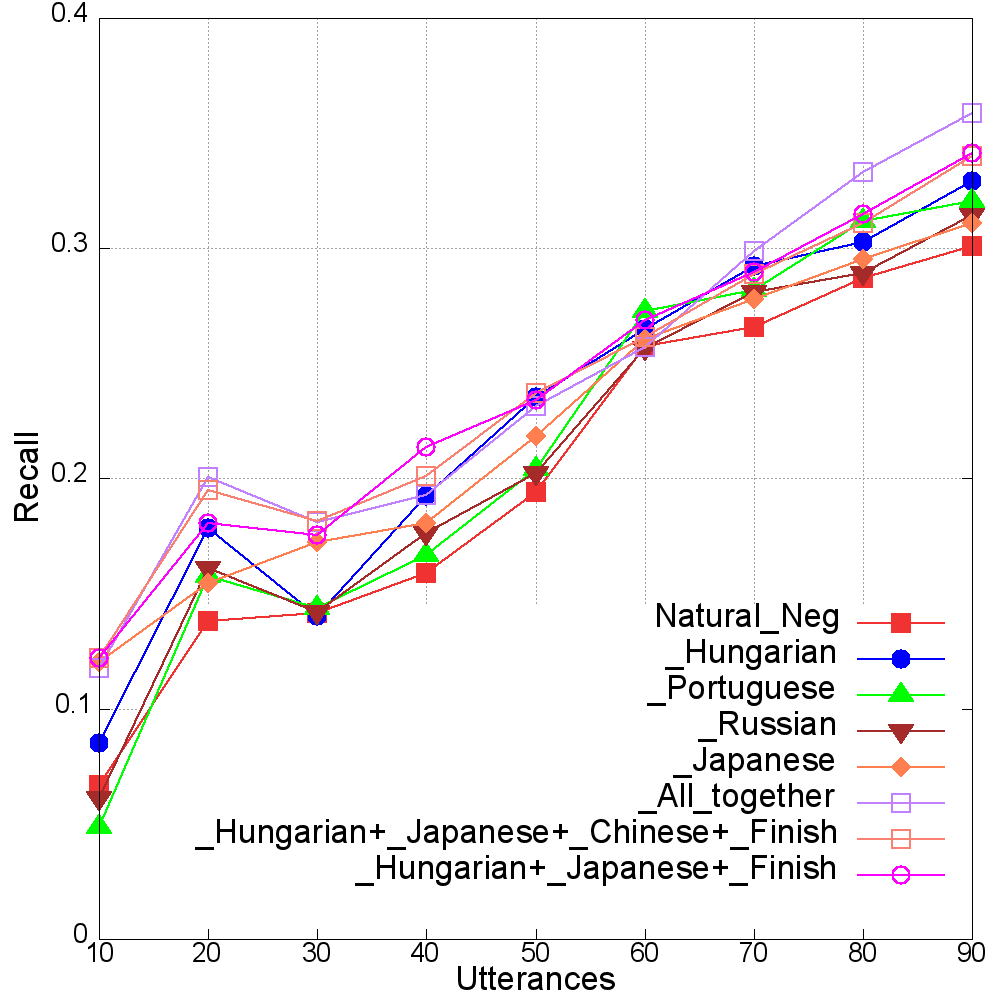 0.4
0.3
0.2
0.1
0
Recall
Natural_Neg
_Hungarian
_Portuguese
_Russian
_Japanese
_All_together
_Hungarian+_Japanese+_Chinese+_Finish
_Hungarian+_Japanese+_Finish
10 20 30 40 50 60 70 80 90
Utterances